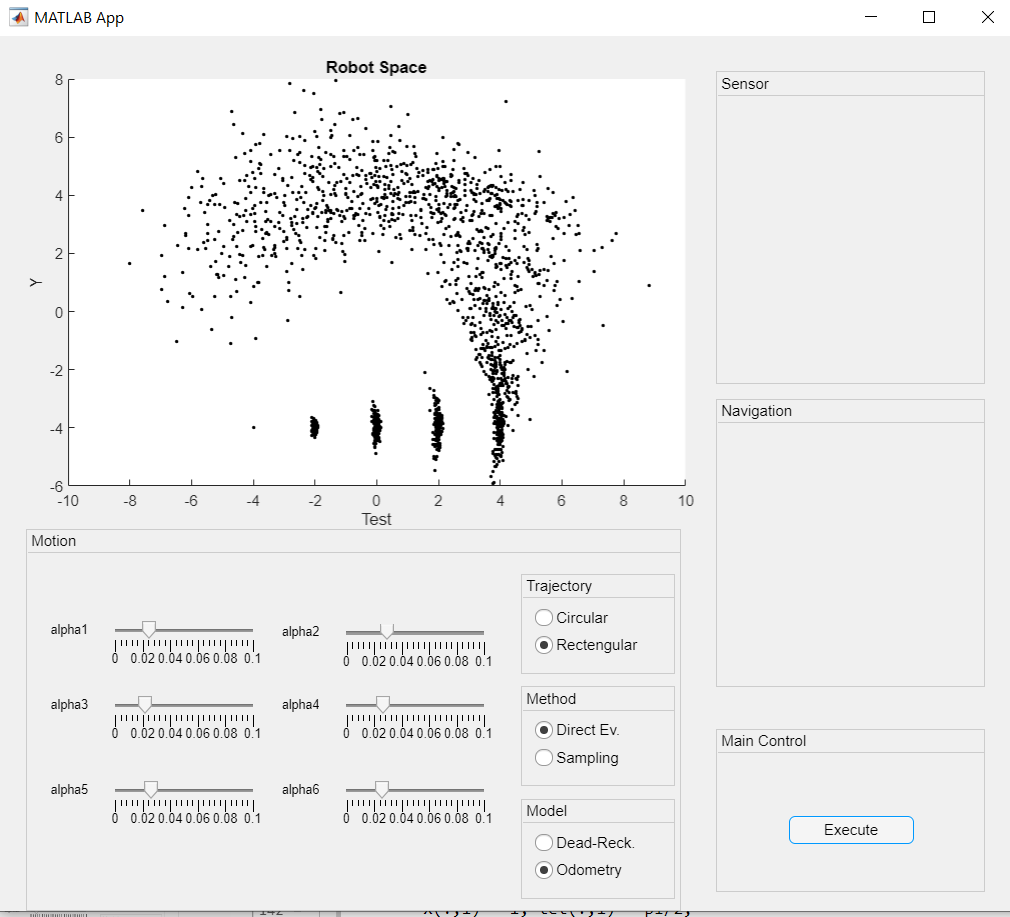 MATLAB App
Robot Space
8
6
4
2
0
-2
-4
-6
Y
-10 -8 -6 -4 -2 0 2 4 6 8 10
Test
Motion
alpha1
0 0.02 0.04 0.06 0.08 0.1
alpha2
0 0.02 0.04 0.06 0.08 0.1
alpha3
0 0.02 0.04 0.06 0.08 0.1
alpha4
0 0.02 0.04 0.06 0.08 0.1
alpha5
0 0.02 0.04 0.06 0.08 0.1
alpha6
0 0.02 0.04 0.06 0.08 0.1
Trajectory
Circular
Rectengular
Method
Direct Ev.
Sampling
Model
Dead-Reck.
Odometry
Sensor
Navigation
Main Control
Execute